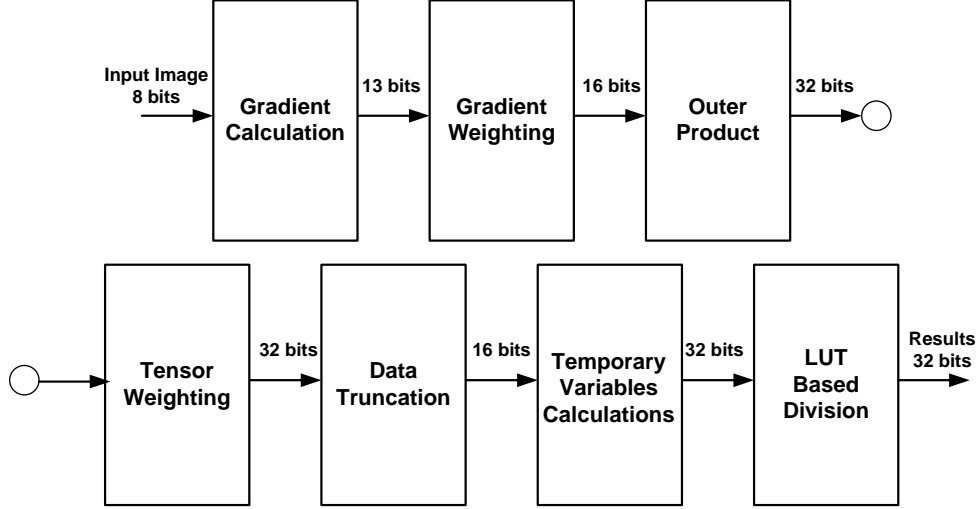 Input Image
8 bits
Gradient
Calculation
13 bits
Gradient
Weighting
16 bits
Outer
Product
32 bits
Tensor
Weighting
32 bits
Data
Truncation
16 bits
Temporary
Variables
Calculations
32 bits
LUT
Based
Division
Results
32 bits